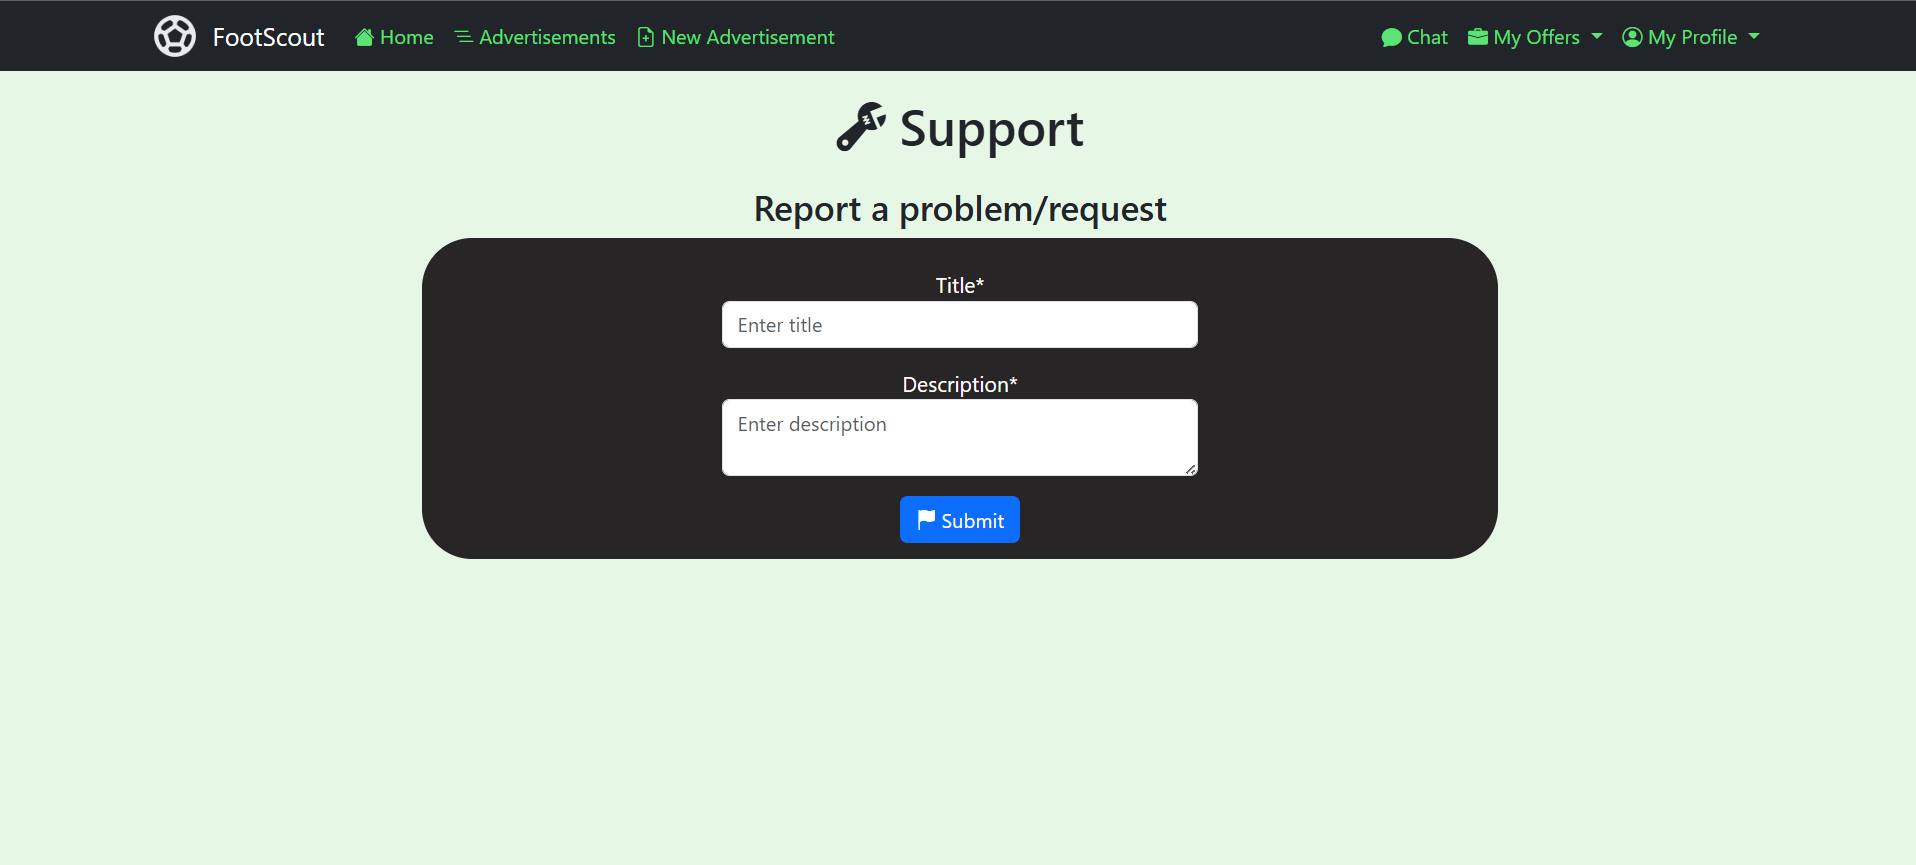 FootScout Home Advertisements New Advertisement Chat My Offers My Profile
Support
Report a problem/request
Title*
Enter title
Description*
Enter description
Submit